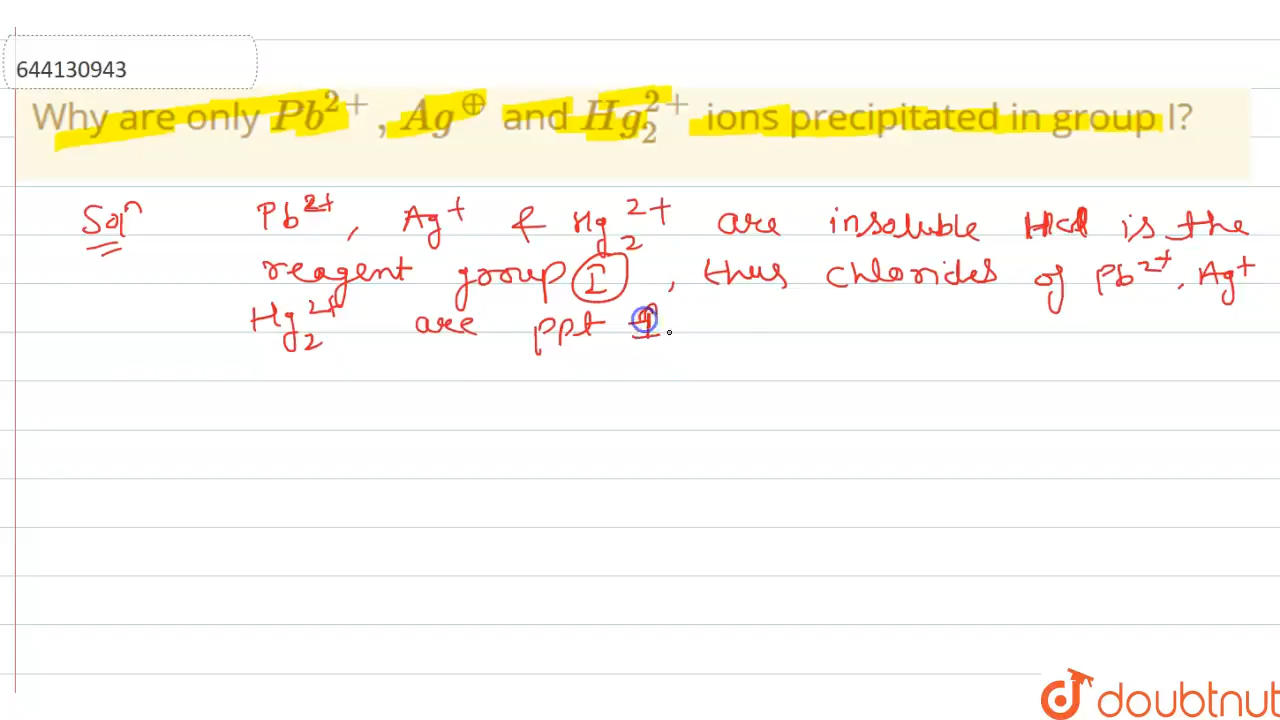 644130943
Why are only Pb²⁺, Ag⊕ and Hg₂²⁺ ions precipitated in group I?
Solⁿ Pb²⁺, Ag⁺ & Hg₂²⁺ are insoluble HCl is the
reagent group I, thus chlorides of Pb²⁺, Ag⁺
Hg₂²⁺ are ppt
doubtnut